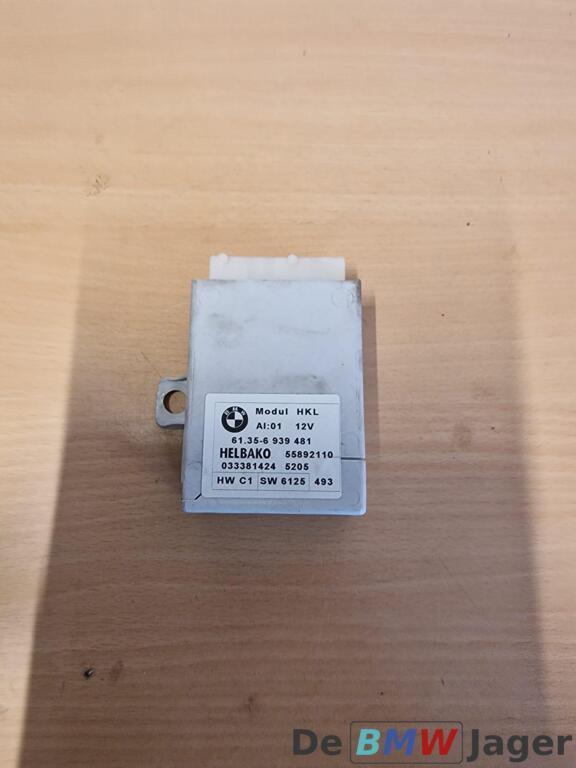 BMW
Modul HKL
AI:01 12V
61.35-6 939 481
HELBAKO 55892110
033381424 5205
HW C1 SW 6125 493
De BMW Jager